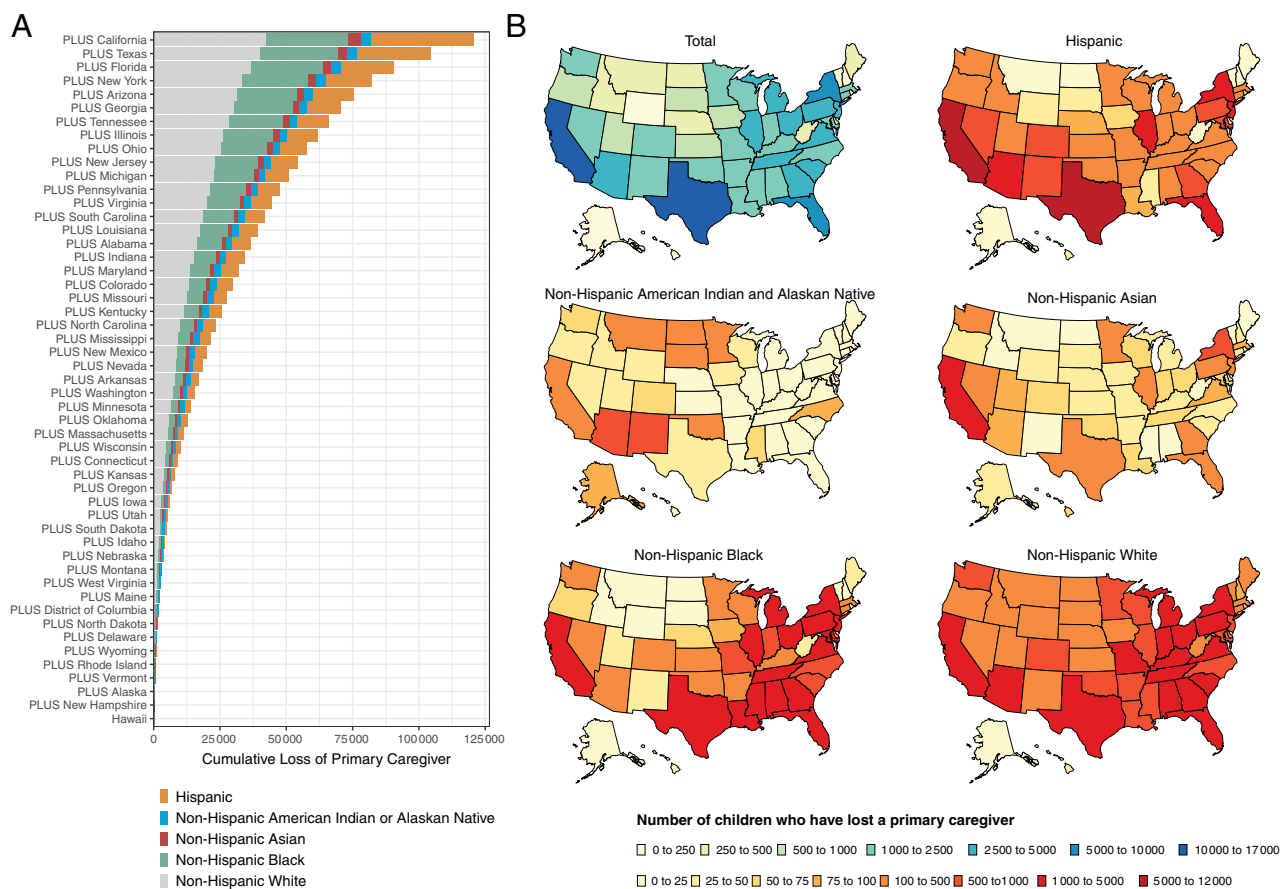 A
PLUS California
PLUS Texas
PLUS Florida
PLUS New York
PLUS Arizona
PLUS Georgia
PLUS Tennessee
PLUS Illinois
PLUS Ohio
PLUS New Jersey
PLUS Michigan
PLUS Pennsylvania
PLUS Virginia
PLUS South Carolina
PLUS Louisiana
PLUS Alabama
PLUS Indiana
PLUS Maryland
PLUS Colorado
PLUS Missouri
PLUS Kentucky
PLUS North Carolina
PLUS Mississippi
PLUS New Mexico
PLUS Nevada
PLUS Arkansas
PLUS Washington
PLUS Minnesota
PLUS Oklahoma
PLUS Massachusetts
PLUS Wisconsin
PLUS Connecticut
PLUS Kansas
PLUS Oregon
PLUS Iowa
PLUS Utah
PLUS South Dakota
PLUS Idaho
PLUS Nebraska
PLUS Montana
PLUS West Virginia
PLUS Maine
PLUS District of Columbia
PLUS North Dakota
PLUS Delaware
PLUS Wyoming
PLUS Rhode Island
PLUS Vermont
PLUS Alaska
PLUS New Hampshire
Hawaii
0 25000 50000 75000 100000 125000
Cumulative Loss of Primary Caregiver
Hispanic
Non-Hispanic American Indian or Alaskan Native
Non-Hispanic Asian
Non-Hispanic Black
Non-Hispanic White
B
Total
Hispanic
Non-Hispanic American Indian and Alaskan Native
Non-Hispanic Asian
Non-Hispanic Black
Non-Hispanic White
Number of children who have lost a primary caregiver
0 to 250 250 to 500 500 to 1000 1000 to 2500 2500 to 5000 5000 to 10000 10000 to 17000
0 to 25 25 to 50 50 to 75 75 to 100 100 to 500 500 to1000 1000 to 5000 5000 to 12000